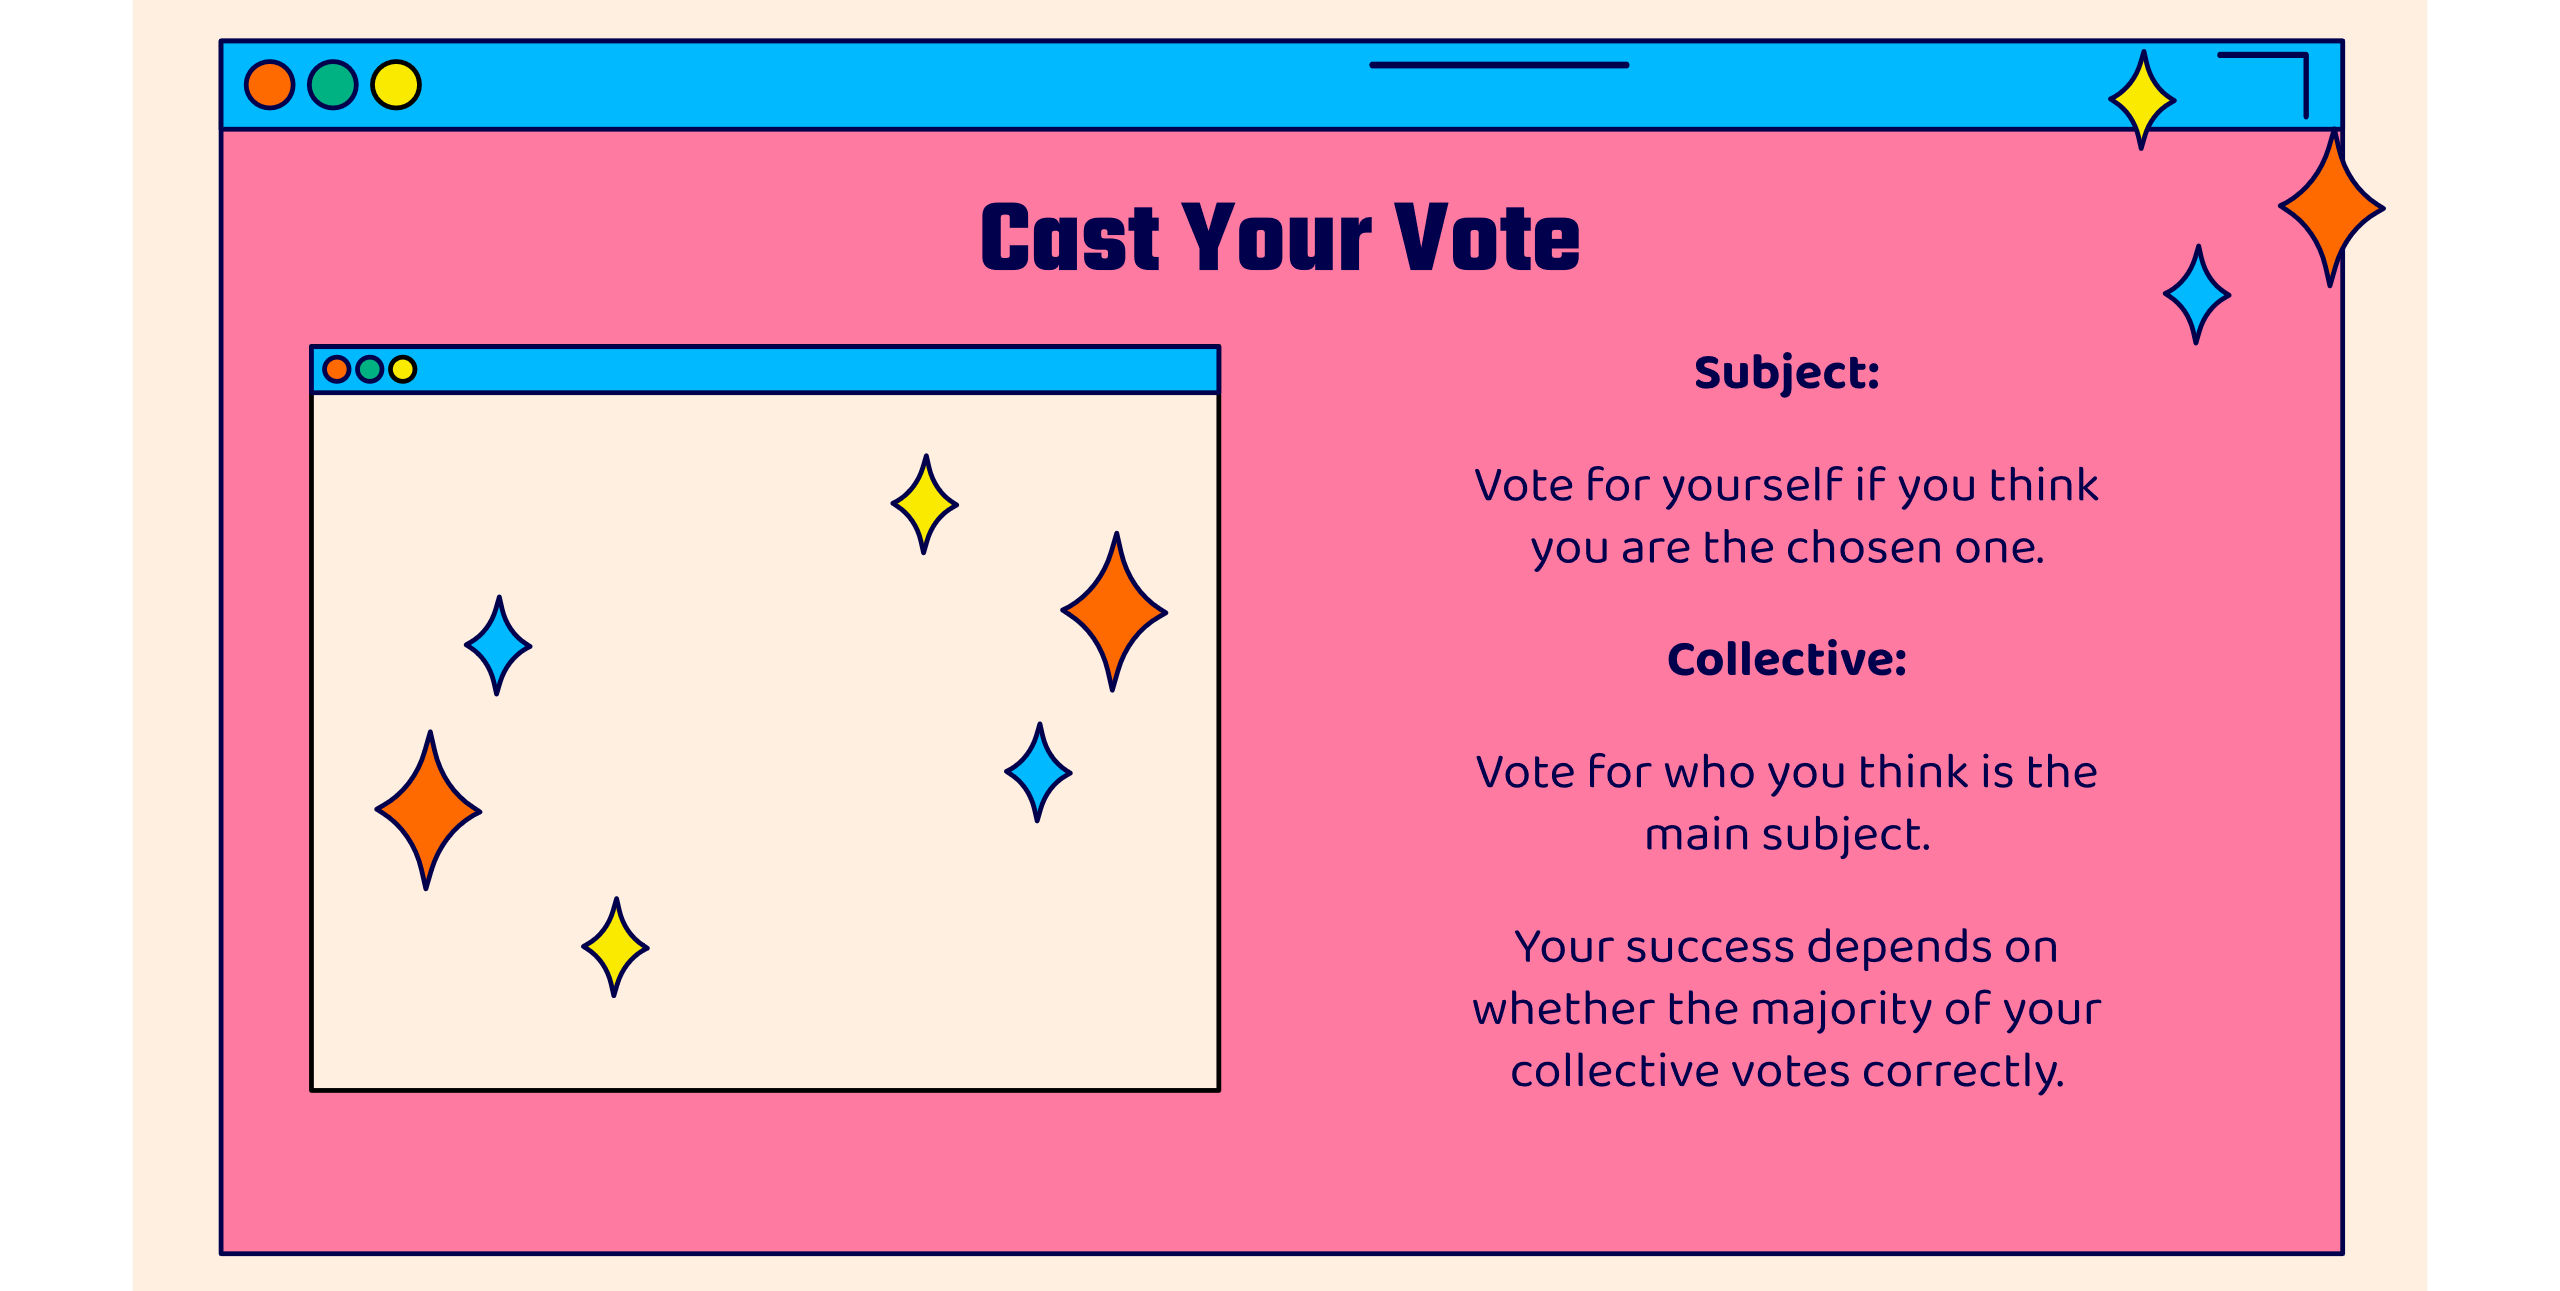 Cast Your Vote
Subject:
Vote for yourself if you think
you are the chosen one.
Collective:
Vote for who you think is the
main subject.
Your success depends on
whether the majority of your
collective votes correctly.